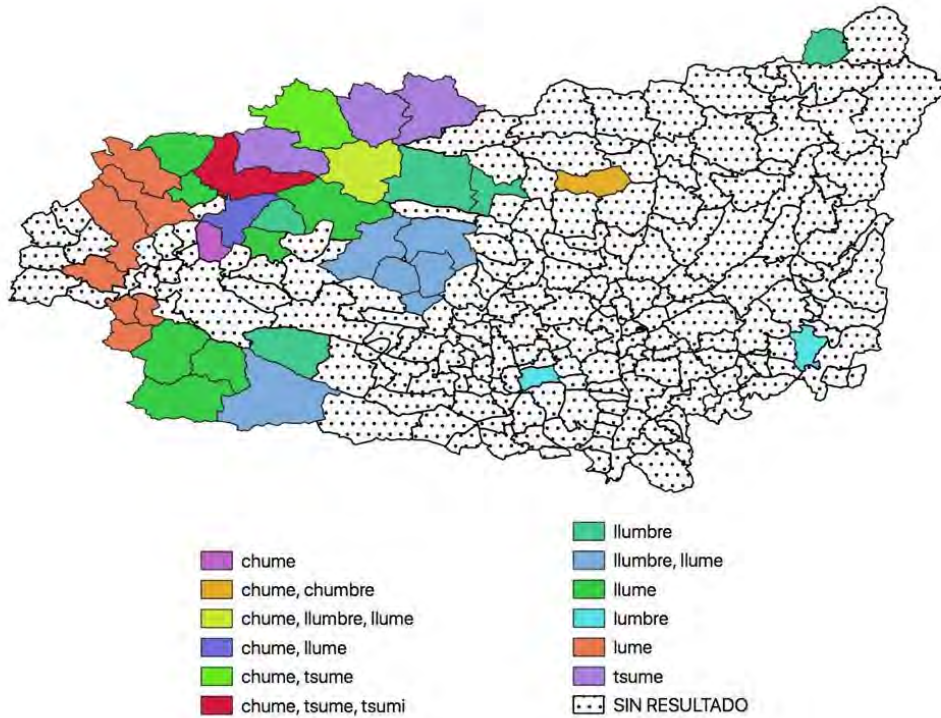 chume
chume, chumbre
chume, llumbre, llume
chume, llume
chume, tsume
chume, tsume, tsumi
llumbre
llumbre, llume
llume
lumbre
lume
tsume
SIN RESULTADO